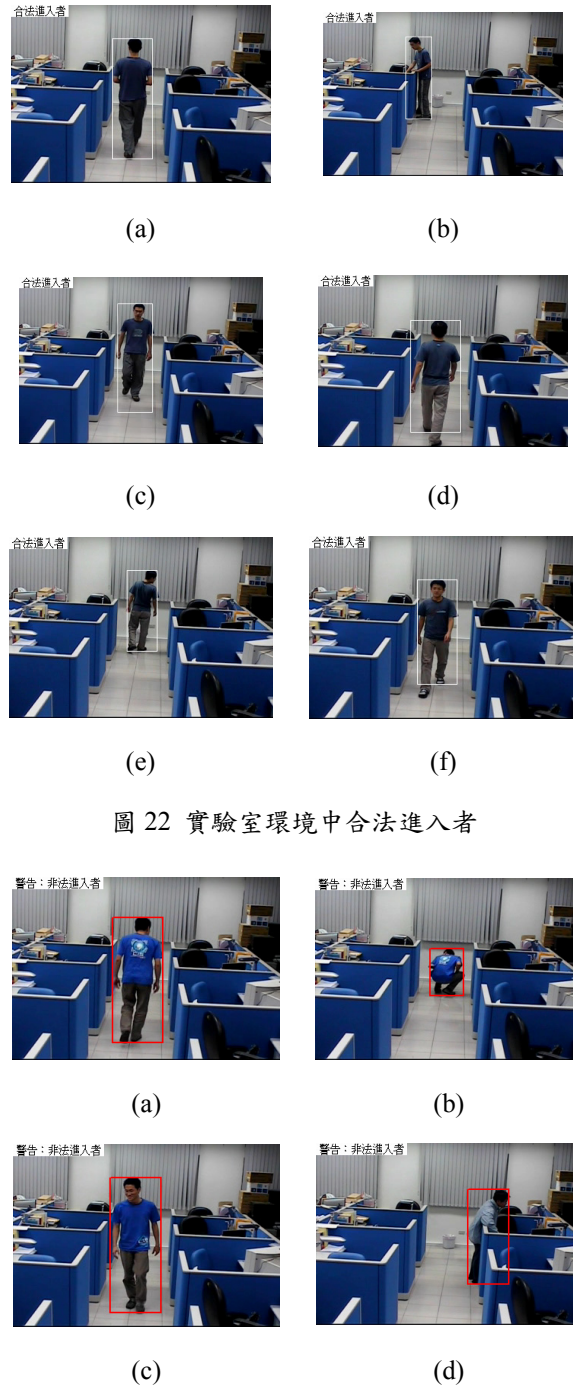 合法進入者
合法進入者
(a) (b)
合法進入者
合法進入者
(c) (d)
合法進入者
合法進入者
(e) (f)
圖 22 實驗室環境中合法進入者
警告：非法進入者
警告：非法進入者
(a) (b)
警告：非法進入者
警告：非法進入者
(c) (d)